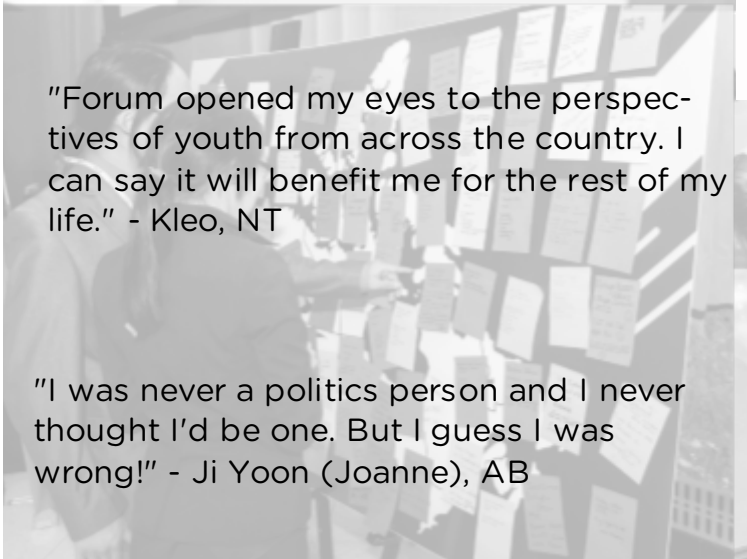 "Forum opened my eyes to the perspec-
tives of youth from across the country. I
can say it will benefit me for the rest of my
life." - Kleo, NT
"I was never a politics person and I never
thought I'd be one. But I guess I was
wrong!" - Ji Yoon (Joanne), AB